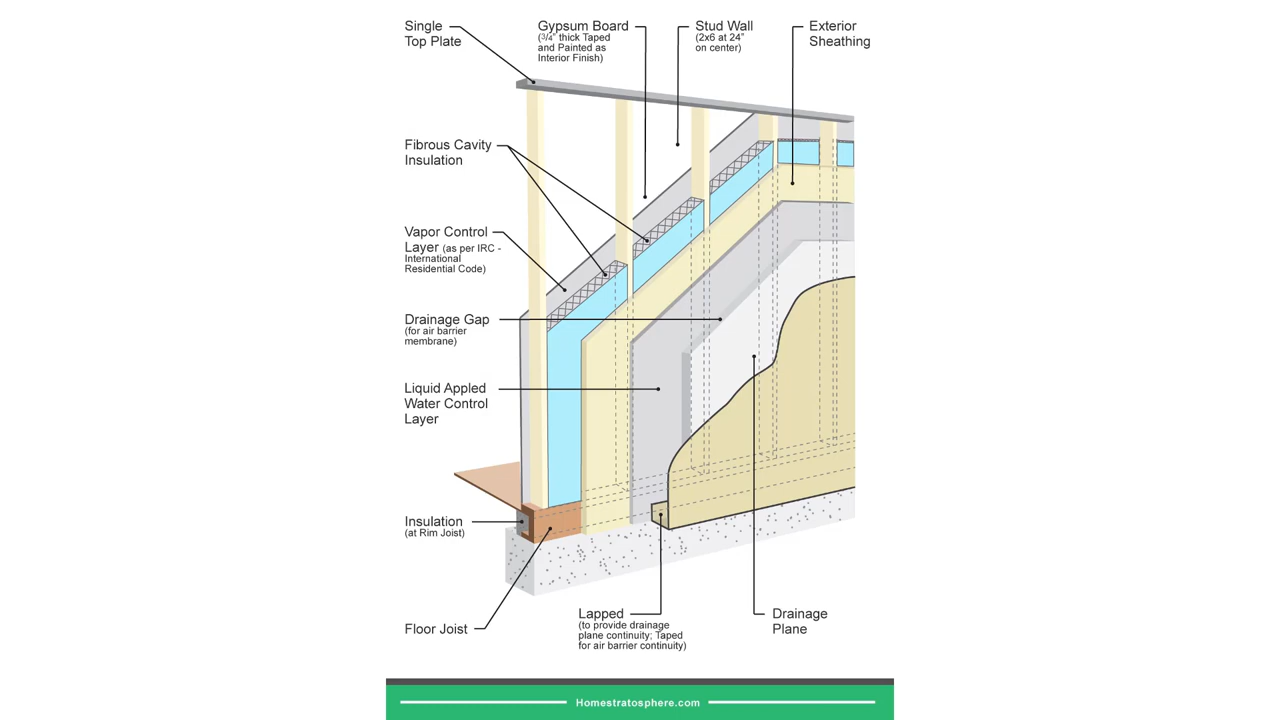 Single
Top Plate
Gypsum Board
(3/4" thick Taped
and Painted as
Interior Finish)
Stud Wall
(2x6 at 24"
on center)
Exterior
Sheathing
Fibrous Cavity
Insulation
Vapor Control
Layer (as per IRC -
International
Residential Code)
Drainage Gap
(for air barrier
membrane)
Liquid Applied
Water Control
Layer
Insulation
(at Rim Joist)
Floor Joist
Lapped
(to provide drainage
plane continuity; Taped
for air barrier continuity)
Drainage
Plane
Homestratosphere.com